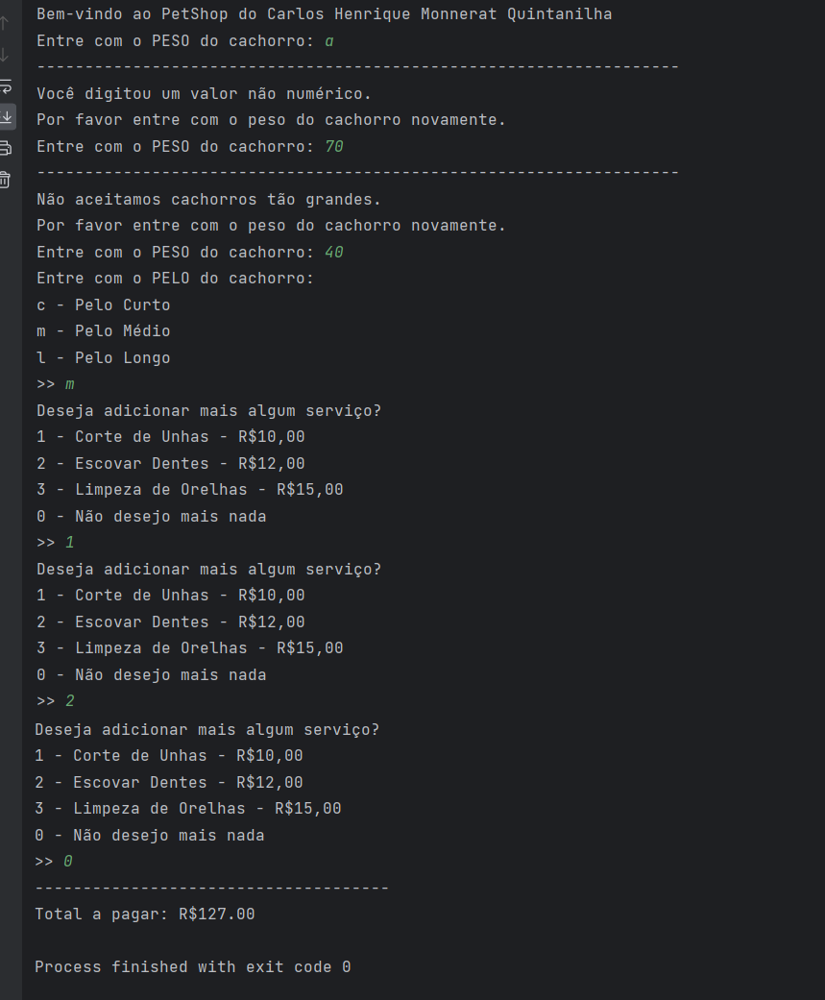 Bem-vindo ao PetShop do Carlos Henrique Monnerat Quintanilha
Entre com o PESO do cachorro: a
-------------------------------------------------------------------
Você digitou um valor não numérico.
Por favor entre com o peso do cachorro novamente.
Entre com o PESO do cachorro: 70
-------------------------------------------------------------------
Não aceitamos cachorros tão grandes.
Por favor entre com o peso do cachorro novamente.
Entre com o PESO do cachorro: 40
Entre com o PELO do cachorro:
c - Pelo Curto
m - Pelo Médio
l - Pelo Longo
>> m
Deseja adicionar mais algum serviço?
1 - Corte de Unhas - R$10,00
2 - Escovar Dentes - R$12,00
3 - Limpeza de Orelhas - R$15,00
0 - Não desejo mais nada
>> 1
Deseja adicionar mais algum serviço?
1 - Corte de Unhas - R$10,00
2 - Escovar Dentes - R$12,00
3 - Limpeza de Orelhas - R$15,00
0 - Não desejo mais nada
>> 2
Deseja adicionar mais algum serviço?
1 - Corte de Unhas - R$10,00
2 - Escovar Dentes - R$12,00
3 - Limpeza de Orelhas - R$15,00
0 - Não desejo mais nada
>> 0
-------------------------------------
Total a pagar: R$127.00
Process finished with exit code 0